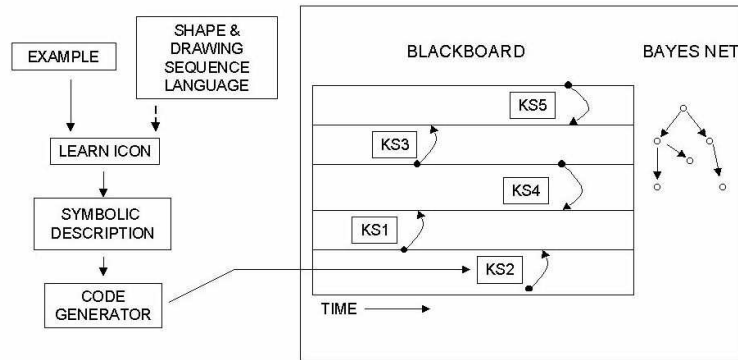 EXAMPLE
SHAPE &
DRAWING
SEQUENCE
LANGUAGE
LEARN ICON
SYMBOLIC
DESCRIPTION
CODE
GENERATOR
BLACKBOARD
BAYES NET
KS5
KS3
KS4
KS1
KS2
TIME